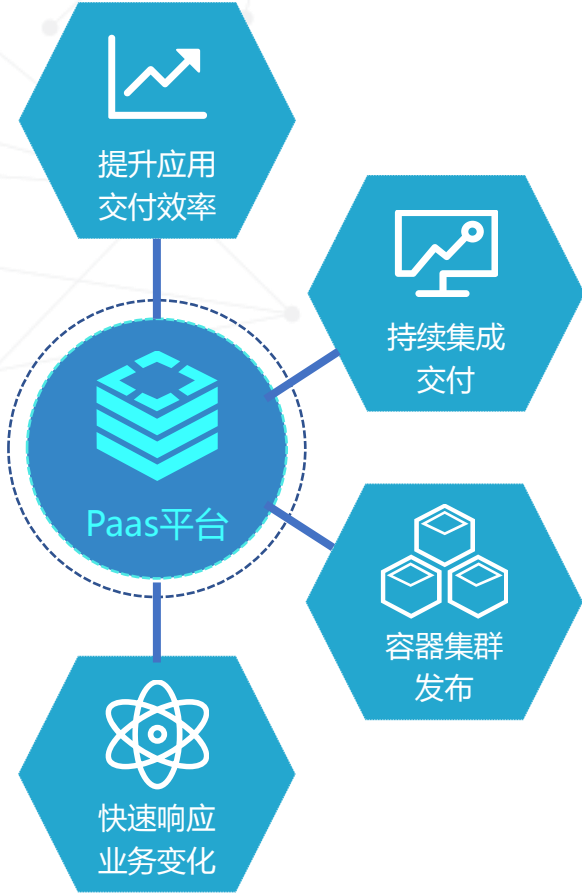 提升应用
交付效率
持续集成
交付
Paas平台
容器集群
发布
快速响应
业务变化